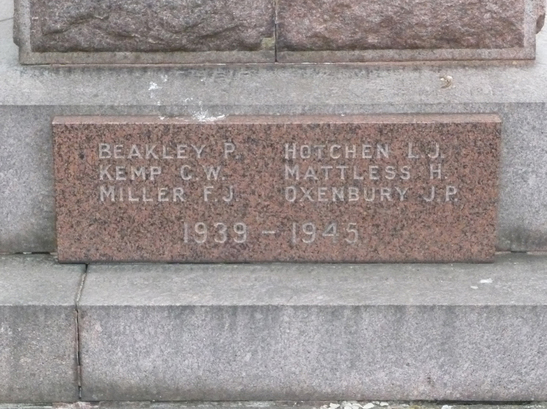 BEAKLEY P. HOTCHEN L.J.
KEMP G.W. MATTLESS H.
MILLER F.J. OXENBURY J.P.
1939 – 1945